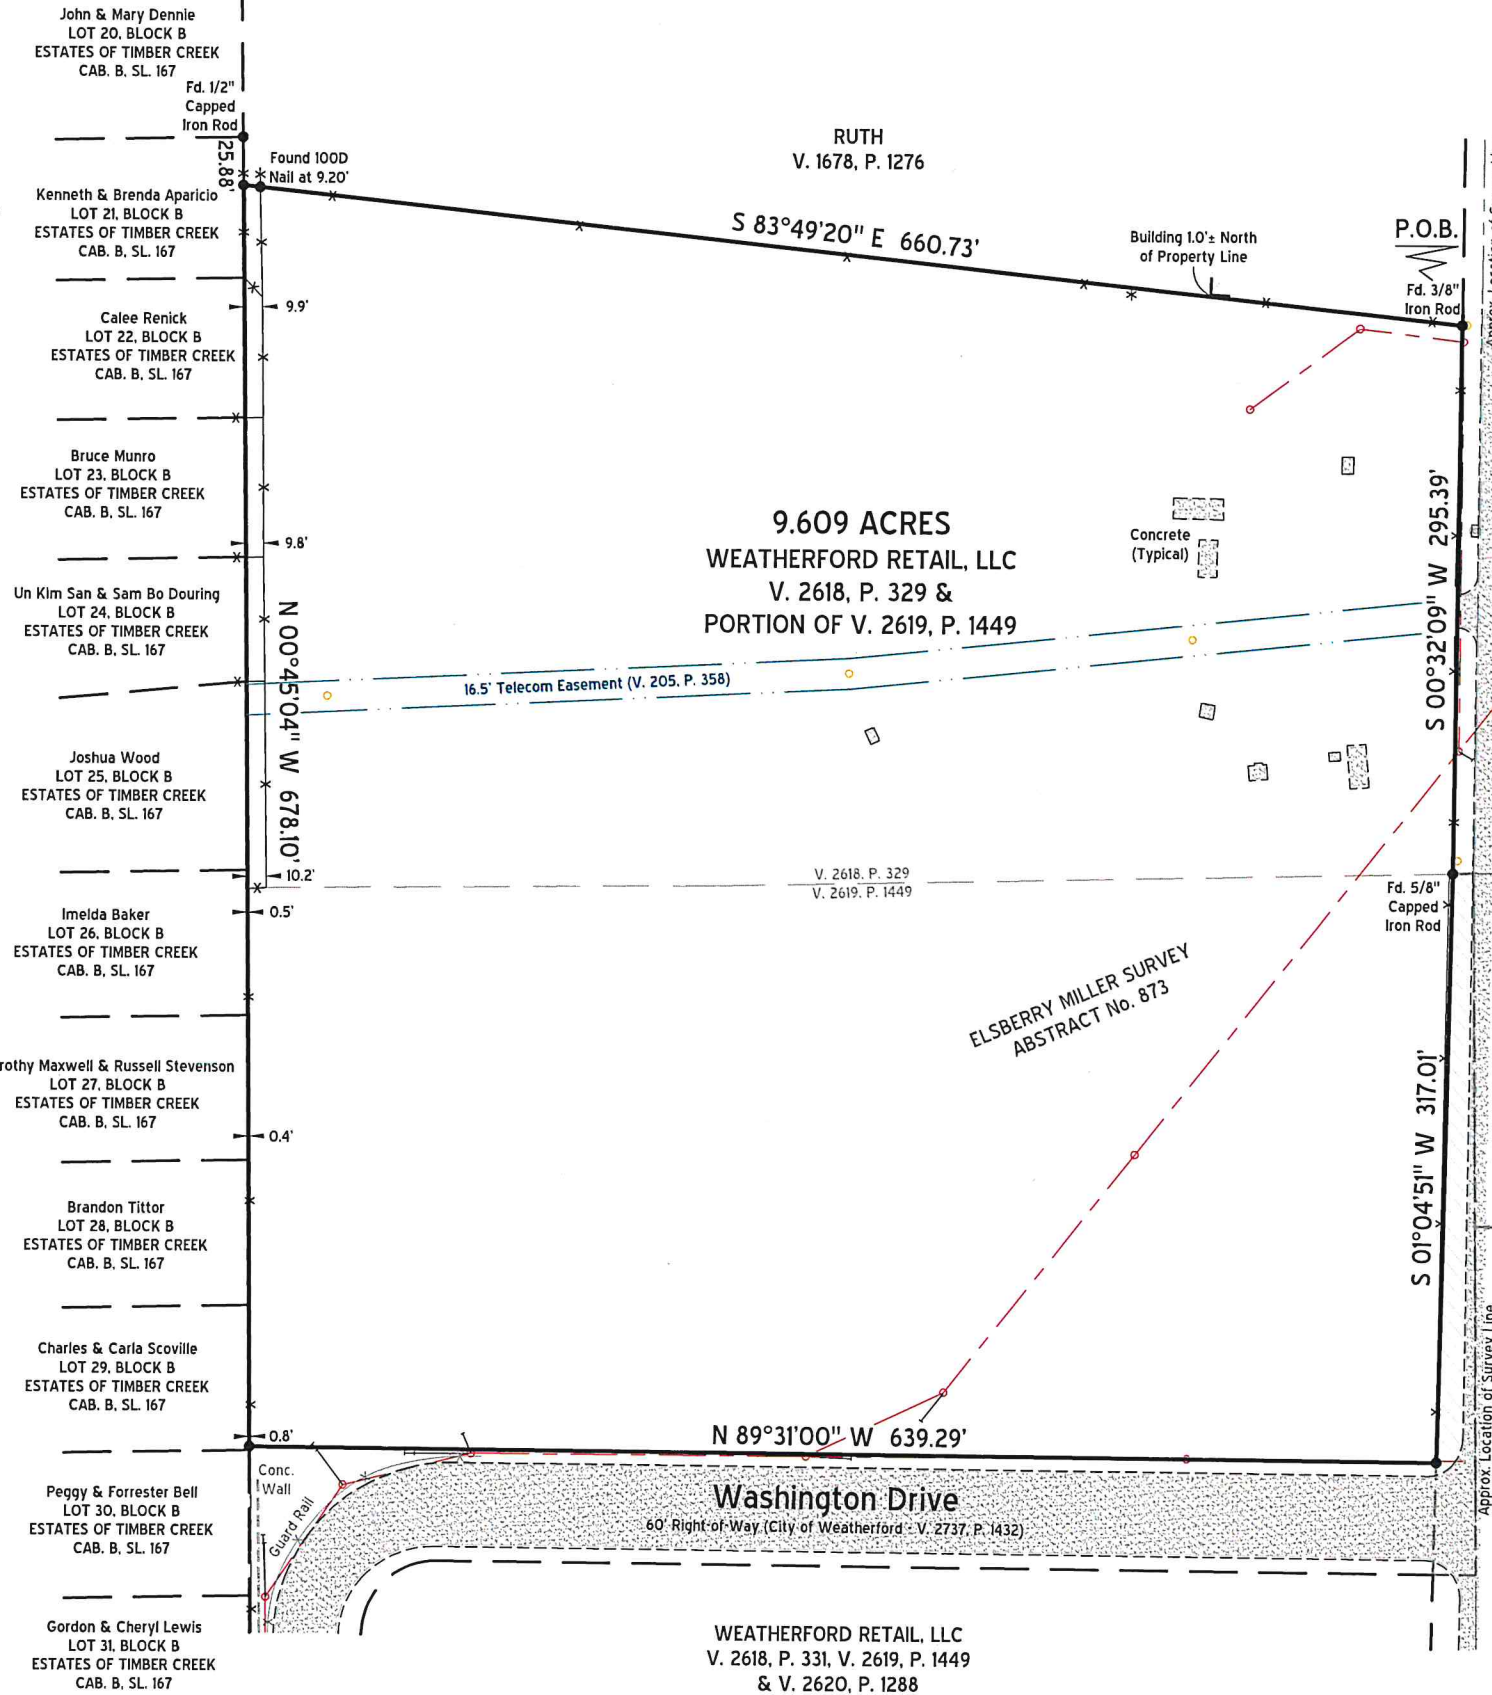 John & Mary Dennie
LOT 20, BLOCK B
ESTATES OF TIMBER CREEK
CAB. B, SL. 167
Fd. 1/2"
Capped
Iron Rod
25.88'
Found 100D
Nail at 9.20'
RUTH
V. 1678, P. 1276
S 83°49'20" E 660.73'
Building 1.0'± North
of Property Line
P.O.B.
Fd. 3/8"
Iron Rod
Kenneth & Brenda Aparicio
LOT 21, BLOCK B
ESTATES OF TIMBER CREEK
CAB. B, SL. 167
9.9'
Calee Renick
LOT 22, BLOCK B
ESTATES OF TIMBER CREEK
CAB. B, SL. 167
Bruce Munro
LOT 23, BLOCK B
ESTATES OF TIMBER CREEK
CAB. B, SL. 167
9.8'
9.609 ACRES
WEATHERFORD RETAIL, LLC
V. 2618, P. 329 &
PORTION OF V. 2619, P. 1449
Concrete
(Typical)
S 00°32'09" W 295.39'
Un Kim San & Sam Bo Douring
LOT 24, BLOCK B
ESTATES OF TIMBER CREEK
CAB. B, SL. 167
N 00°45'04" W 678.10'
16.5' Telecom Easement (V. 205, P. 358)
Joshua Wood
LOT 25, BLOCK B
ESTATES OF TIMBER CREEK
CAB. B, SL. 167
10.2'
V. 2618, P. 329
V. 2619, P. 1449
Fd. 5/8"
Capped
Iron Rod
0.5'
Imelda Baker
LOT 26, BLOCK B
ESTATES OF TIMBER CREEK
CAB. B, SL. 167
ELSBERRY MILLER SURVEY
ABSTRACT No. 873
rothy Maxwell & Russell Stevenson
LOT 27, BLOCK B
ESTATES OF TIMBER CREEK
CAB. B, SL. 167
0.4'
S 01°04'51" W 317.01'
Brandon Tittor
LOT 28, BLOCK B
ESTATES OF TIMBER CREEK
CAB. B, SL. 167
Charles & Carla Scoville
LOT 29, BLOCK B
ESTATES OF TIMBER CREEK
CAB. B, SL. 167
0.8'
N 89°31'00" W 639.29'
Approx. Location of Survey Line
Conc.
Wall
Guard Rail
Peggy & Forrester Bell
LOT 30, BLOCK B
ESTATES OF TIMBER CREEK
CAB. B, SL. 167
Washington Drive
60' Right-of-Way (City of Weatherford - V. 2737, P. 1432)
Gordon & Cheryl Lewis
LOT 31, BLOCK B
ESTATES OF TIMBER CREEK
CAB. B, SL. 167
WEATHERFORD RETAIL, LLC
V. 2618, P. 331, V. 2619, P. 1449
& V. 2620, P. 1288